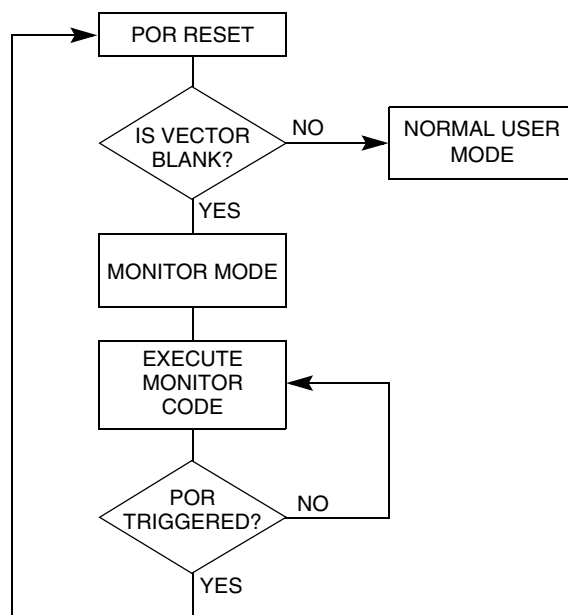 POR RESET
IS VECTOR
BLANK?
NO
NORMAL USER
MODE
YES
MONITOR MODE
EXECUTE
MONITOR
CODE
POR
TRIGGERED?
NO
YES